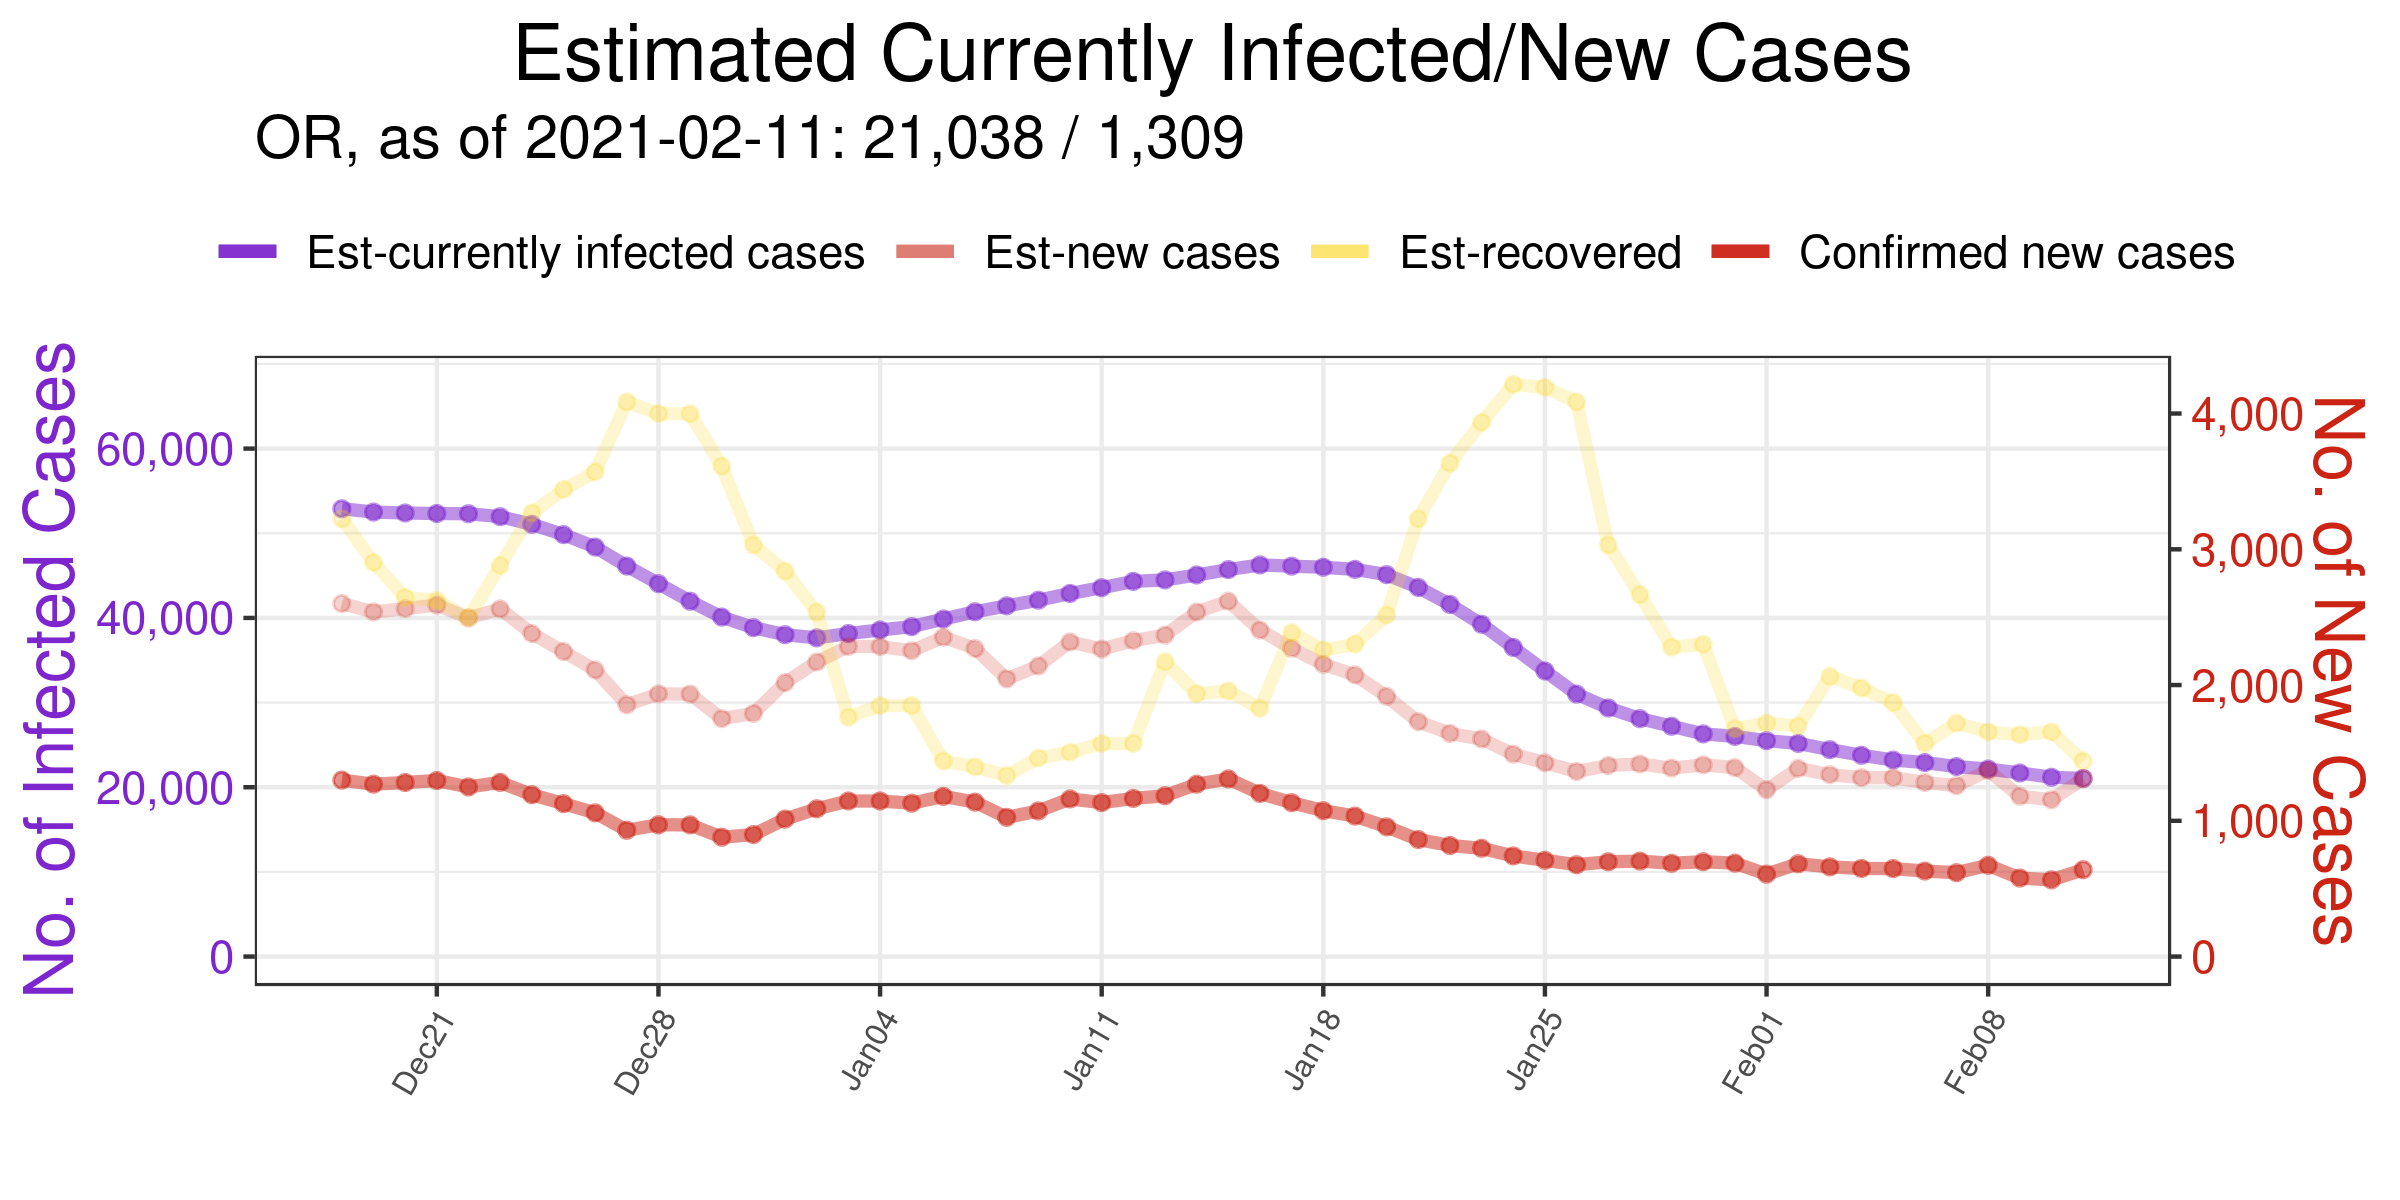 Estimated Currently Infected/New Cases
OR, as of 2021-02-11: 21,038 / 1,309
Est-currently infected cases Est-new cases Est-recovered Confirmed new cases
No. of Infected Cases
60,000
40,000
20,000
0
4,000
3,000
2,000
1,000
0
No. of New Cases
Dec21 Dec28 Jan04 Jan11 Jan18 Jan25 Feb01 Feb08